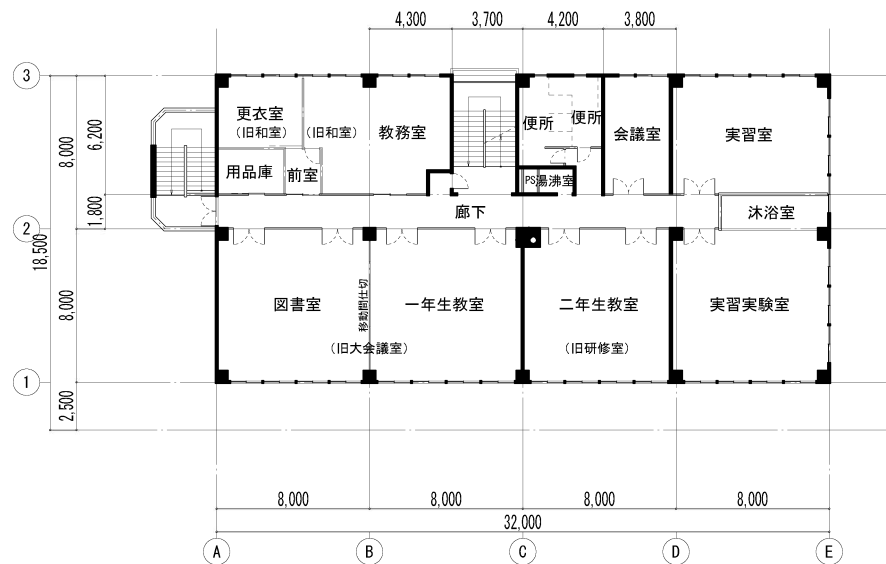 4,300
3,700
4,200
3,800
3
更衣室
(旧和室)
(旧和室)
教務室
便所
便所
会議室
実習室
8,000
6,200
用品庫
前室
PS
湯沸室
1,800
廊下
沐浴室
2
18,500
図書室
移動間仕切
一年生教室
二年生教室
実習実験室
8,000
(旧大会議室)
(旧研修室)
1
2,500
8,000
8,000
8,000
8,000
32,000
A
B
C
D
E